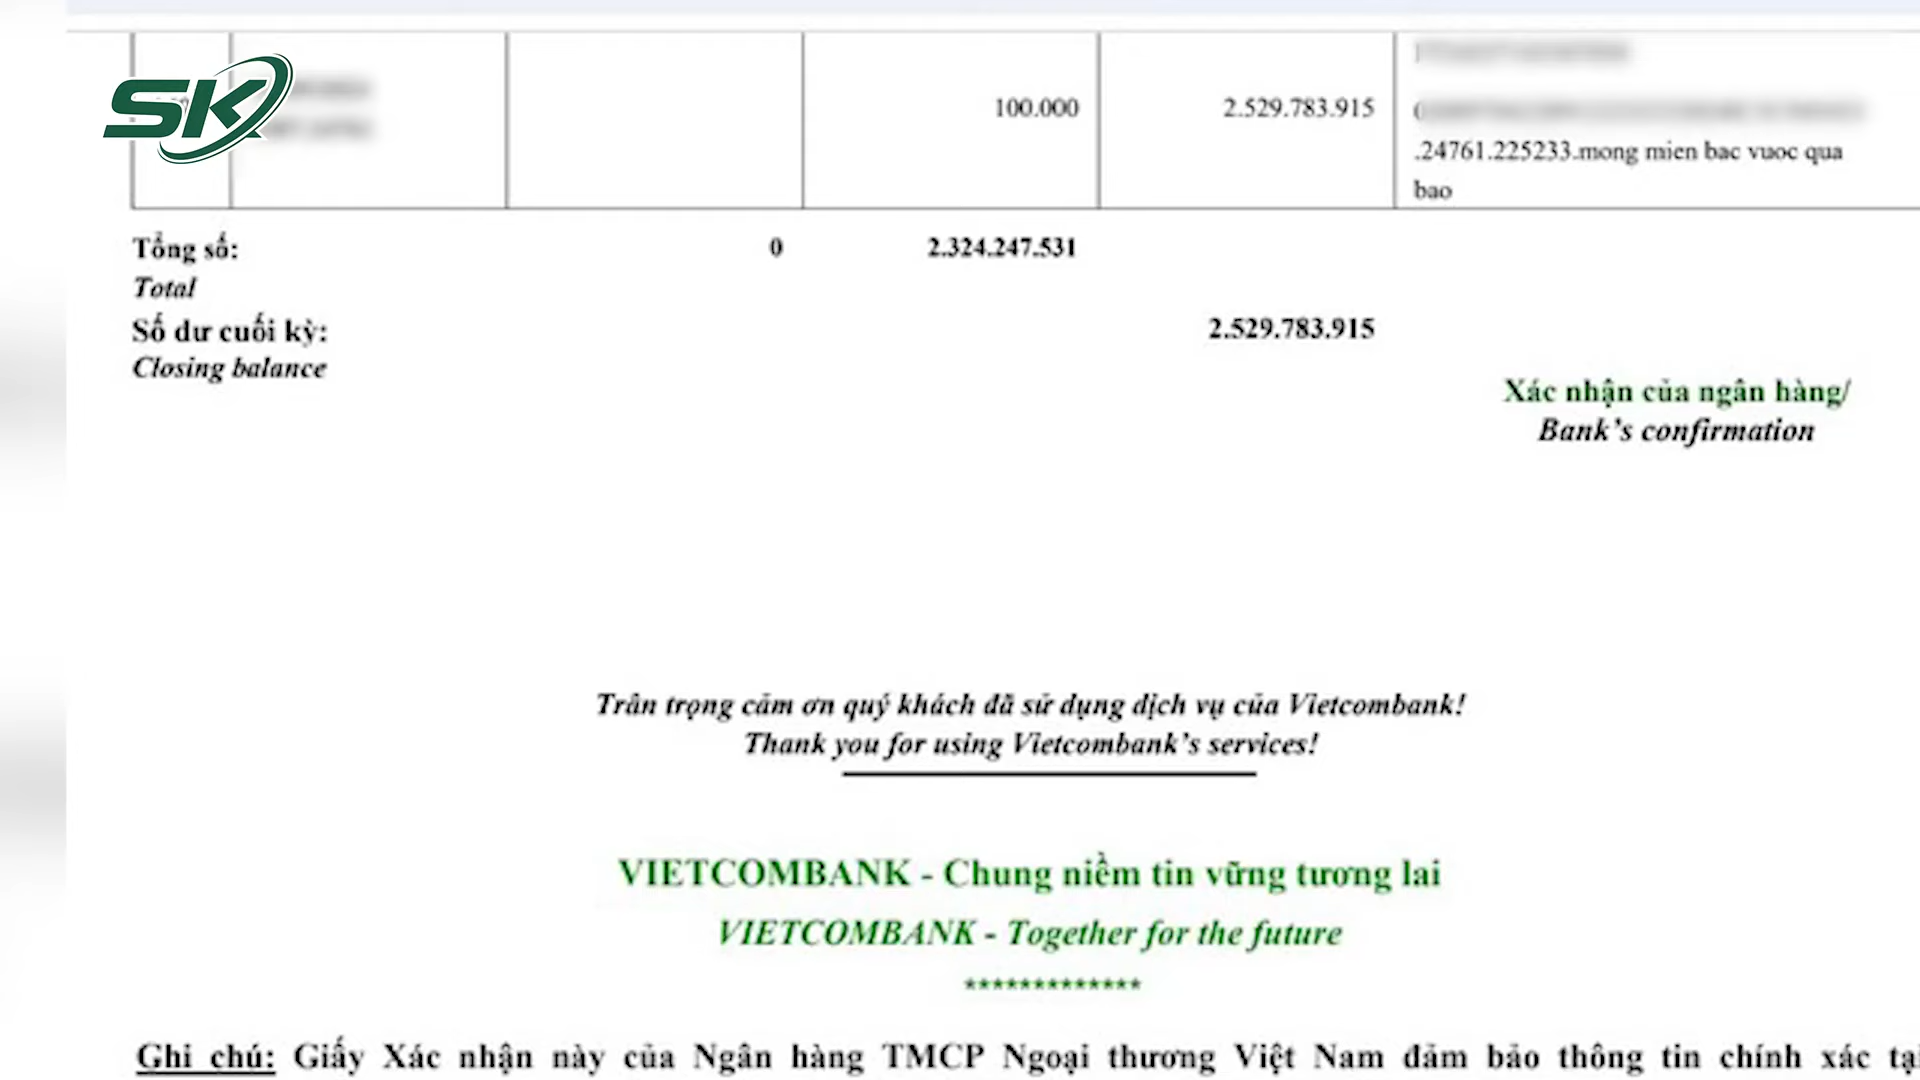 SK
100.000
2.529.783.915
.24761.225233.mong mien bac vuoc qua
bao
Tổng số:
0
2.324.247.531
Total
Số dư cuối kỳ:
2.529.783.915
Closing balance
Xác nhận của ngân hàng/
Bank's confirmation
Trân trọng cảm ơn quý khách đã sử dụng dịch vụ của Vietcombank!
Thank you for using Vietcombank's services!
VIETCOMBANK - Chung niềm tin vững tương lai
VIETCOMBANK - Together for the future
*************
Ghi chú: Giấy Xác nhận này của Ngân hàng TMCP Ngoại thương Việt Nam đảm bảo thông tin chính xác tại